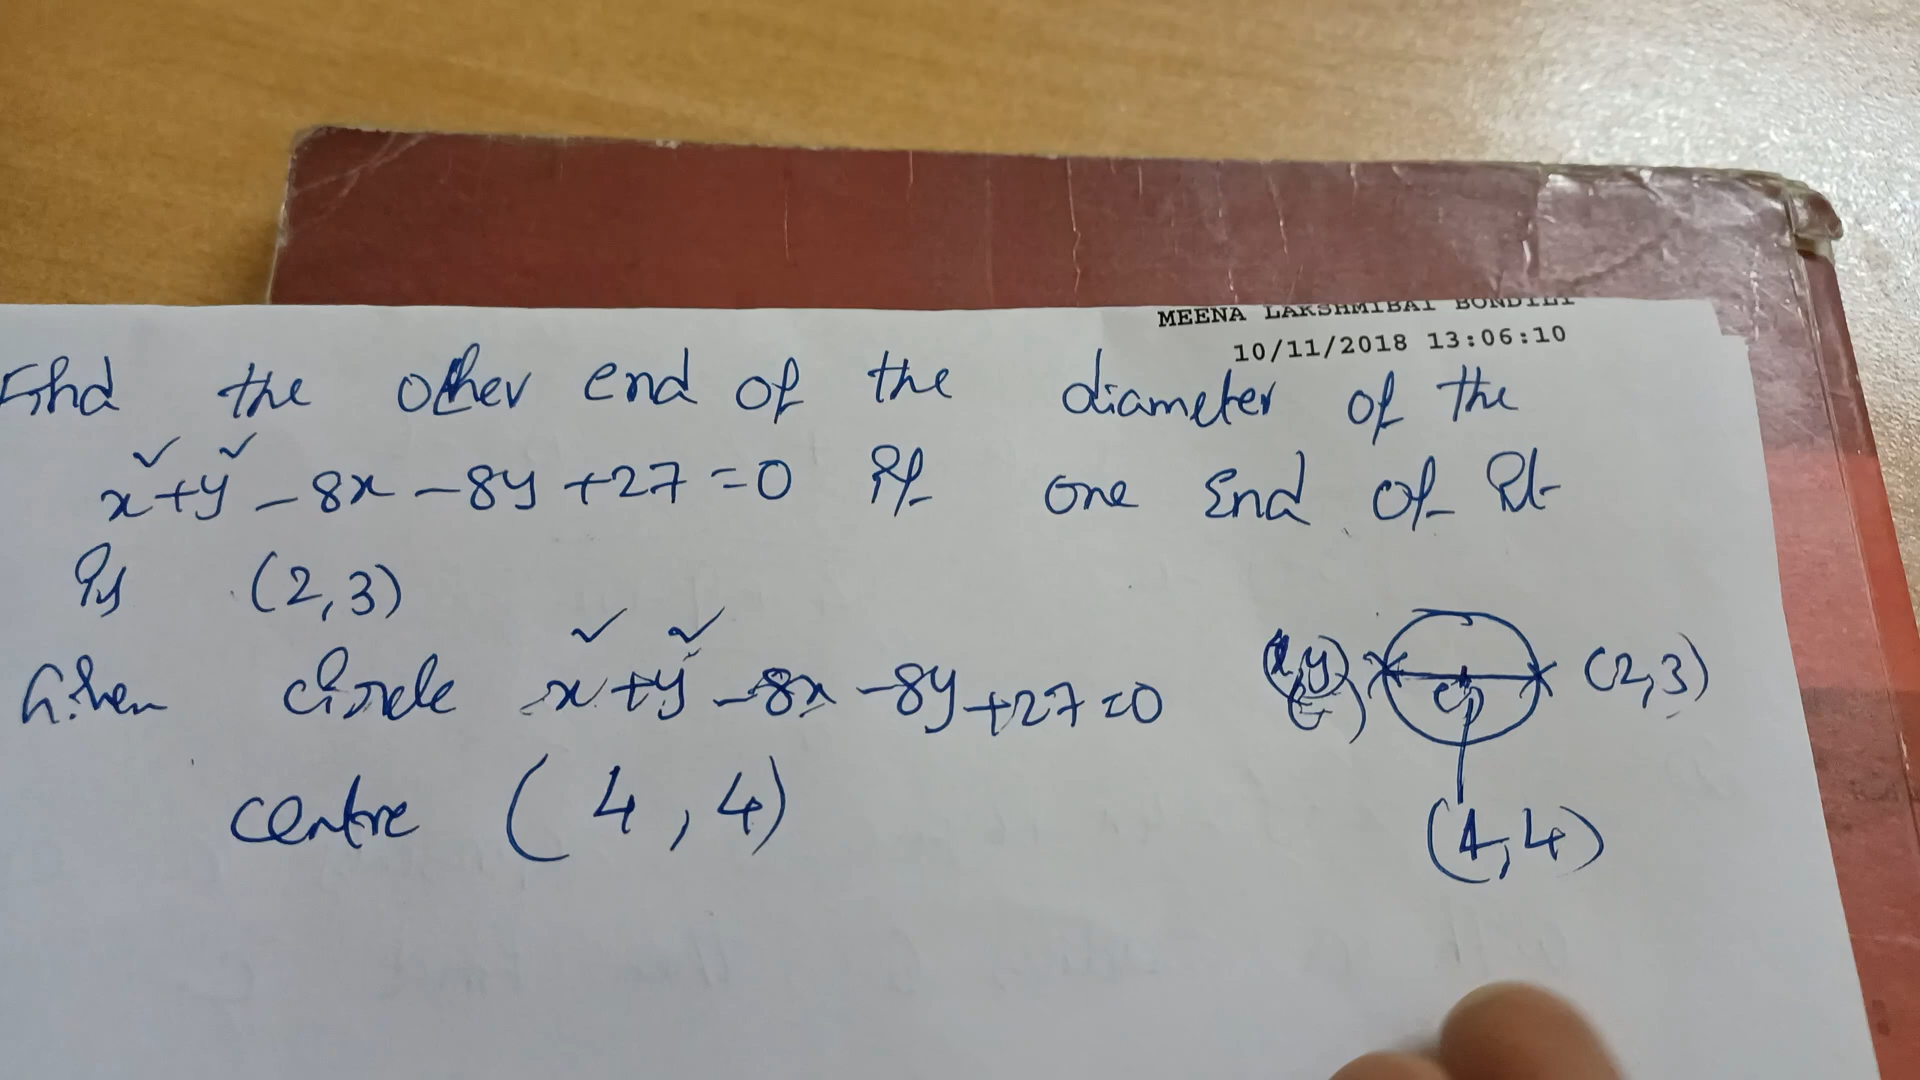 MEENA LAKSHMIBAI BONDILI
10/11/2018 13:06:10
Find the other end of the diameter of the
x²+y²-8x-8y+27=0 if one End of it
is (2,3)
Given circle x²+y²-8x-8y+27=0
(x,y) (2,3)
centre (4,4)
(4,4)